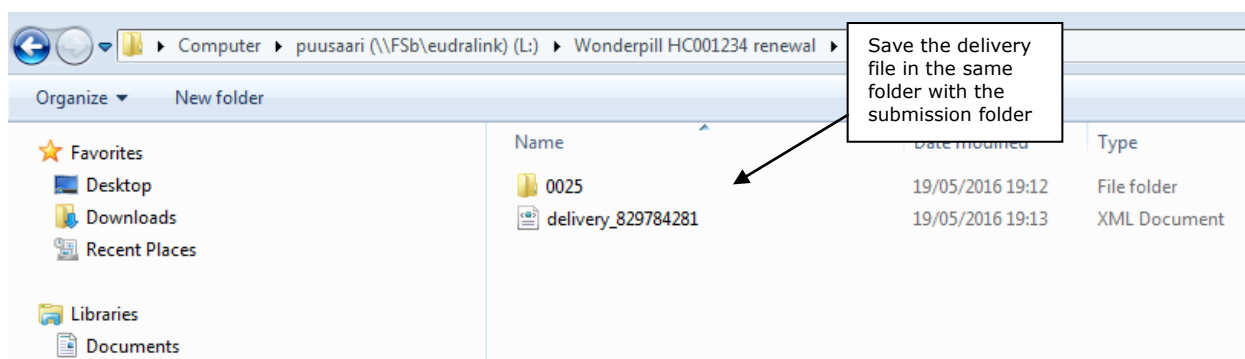 Computer ▸ puusaari (\\FSb\eudralink) (L:) ▸ Wonderpill HC001234 renewal ▸
Save the delivery
file in the same
folder with the
submission folder
Organize New folder
Name Date modified Type
Favorites
Desktop
Downloads
Recent Places
Libraries
Documents
0025 19/05/2016 19:12 File folder
delivery_829784281 19/05/2016 19:13 XML Document